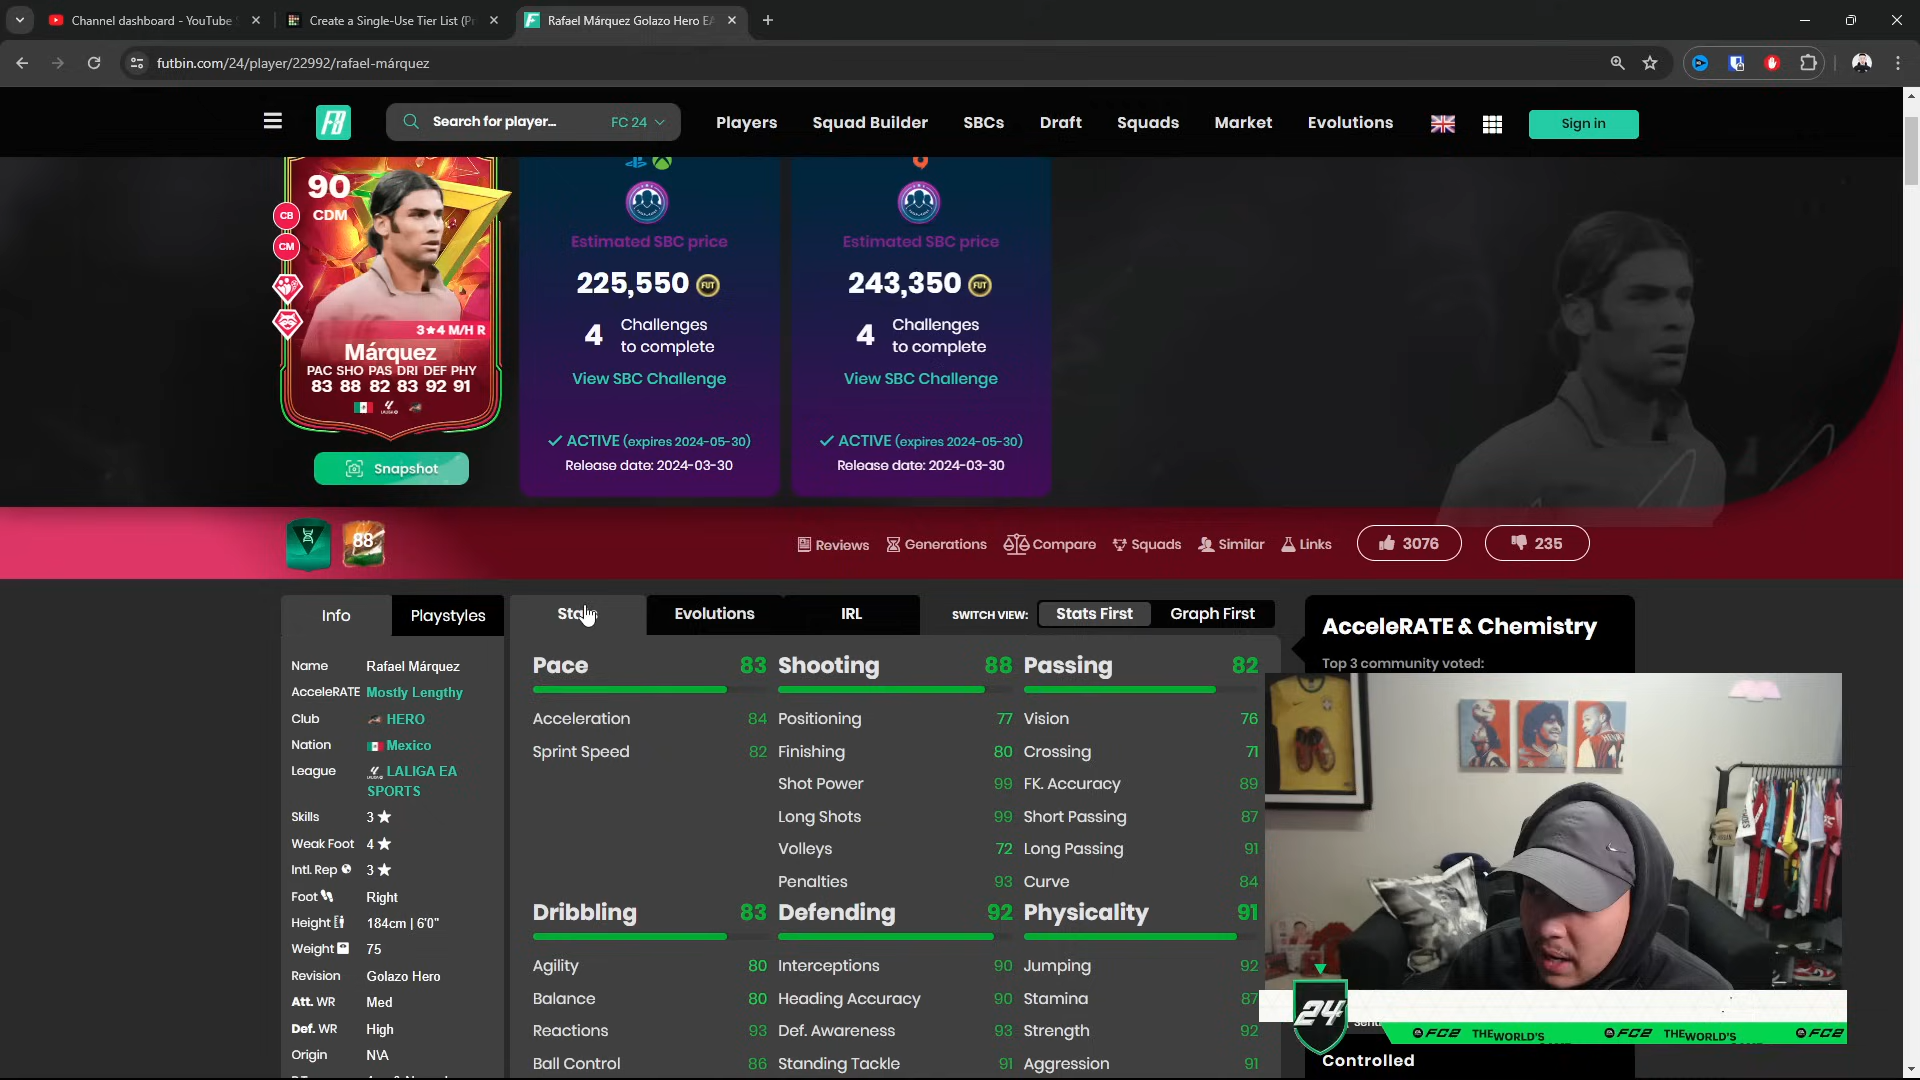 Channel dashboard - YouTube
Create a Single-Use Tier List (Pr
Rafael Márquez Golazo Hero EA
futbin.com/24/player/22992/rafael-márquez
Search for player...
FC 24
Players
Squad Builder
SBCs
Draft
Squads
Market
Evolutions
Sign in
90
CDM
CB
CM
3★4 M/H R
Márquez
PAC SHO PAS DRI DEF PHY
83 88 82 83 92 91
Snapshot
Estimated SBC price
225,550
FUT
4
Challenges
to complete
View SBC Challenge
ACTIVE (expires 2024-05-30)
Release date: 2024-03-30
Estimated SBC price
243,350
FUT
4
Challenges
to complete
View SBC Challenge
ACTIVE (expires 2024-05-30)
Release date: 2024-03-30
88
Reviews
Generations
Compare
Squads
Similar
Links
3076
235
Info
Playstyles
Name Rafael Márquez
AcceleRATE Mostly Lengthy
Club HERO
Nation Mexico
League LALIGA EA
SPORTS
Skills 3 ★
Weak Foot 4 ★
Intl. Rep 3 ★
Foot Right
Height 184cm | 6'0"
Weight 75
Revision Golazo Hero
Att. WR Med
Def. WR High
Origin N\A
Evolutions
IRL
SWITCH VIEW:
Stats First
Graph First
Pace 83
Acceleration 84
Sprint Speed 82
Shooting 88
Positioning 77
Finishing 80
Shot Power 99
Long Shots 99
Volleys 72
Penalties 93
Passing 82
Vision 76
Crossing 71
FK. Accuracy 89
Short Passing 87
Long Passing 91
Curve 84
Dribbling 83
Agility 80
Balance 80
Reactions 93
Ball Control 86
Defending 92
Interceptions 90
Heading Accuracy 90
Def. Awareness 93
Standing Tackle 91
Physicality 91
Jumping 92
Stamina 87
Strength 92
Aggression 91
AcceleRATE & Chemistry
Top 3 community voted:
24
THE WORLD'S
THE WORLD'S
Controlled